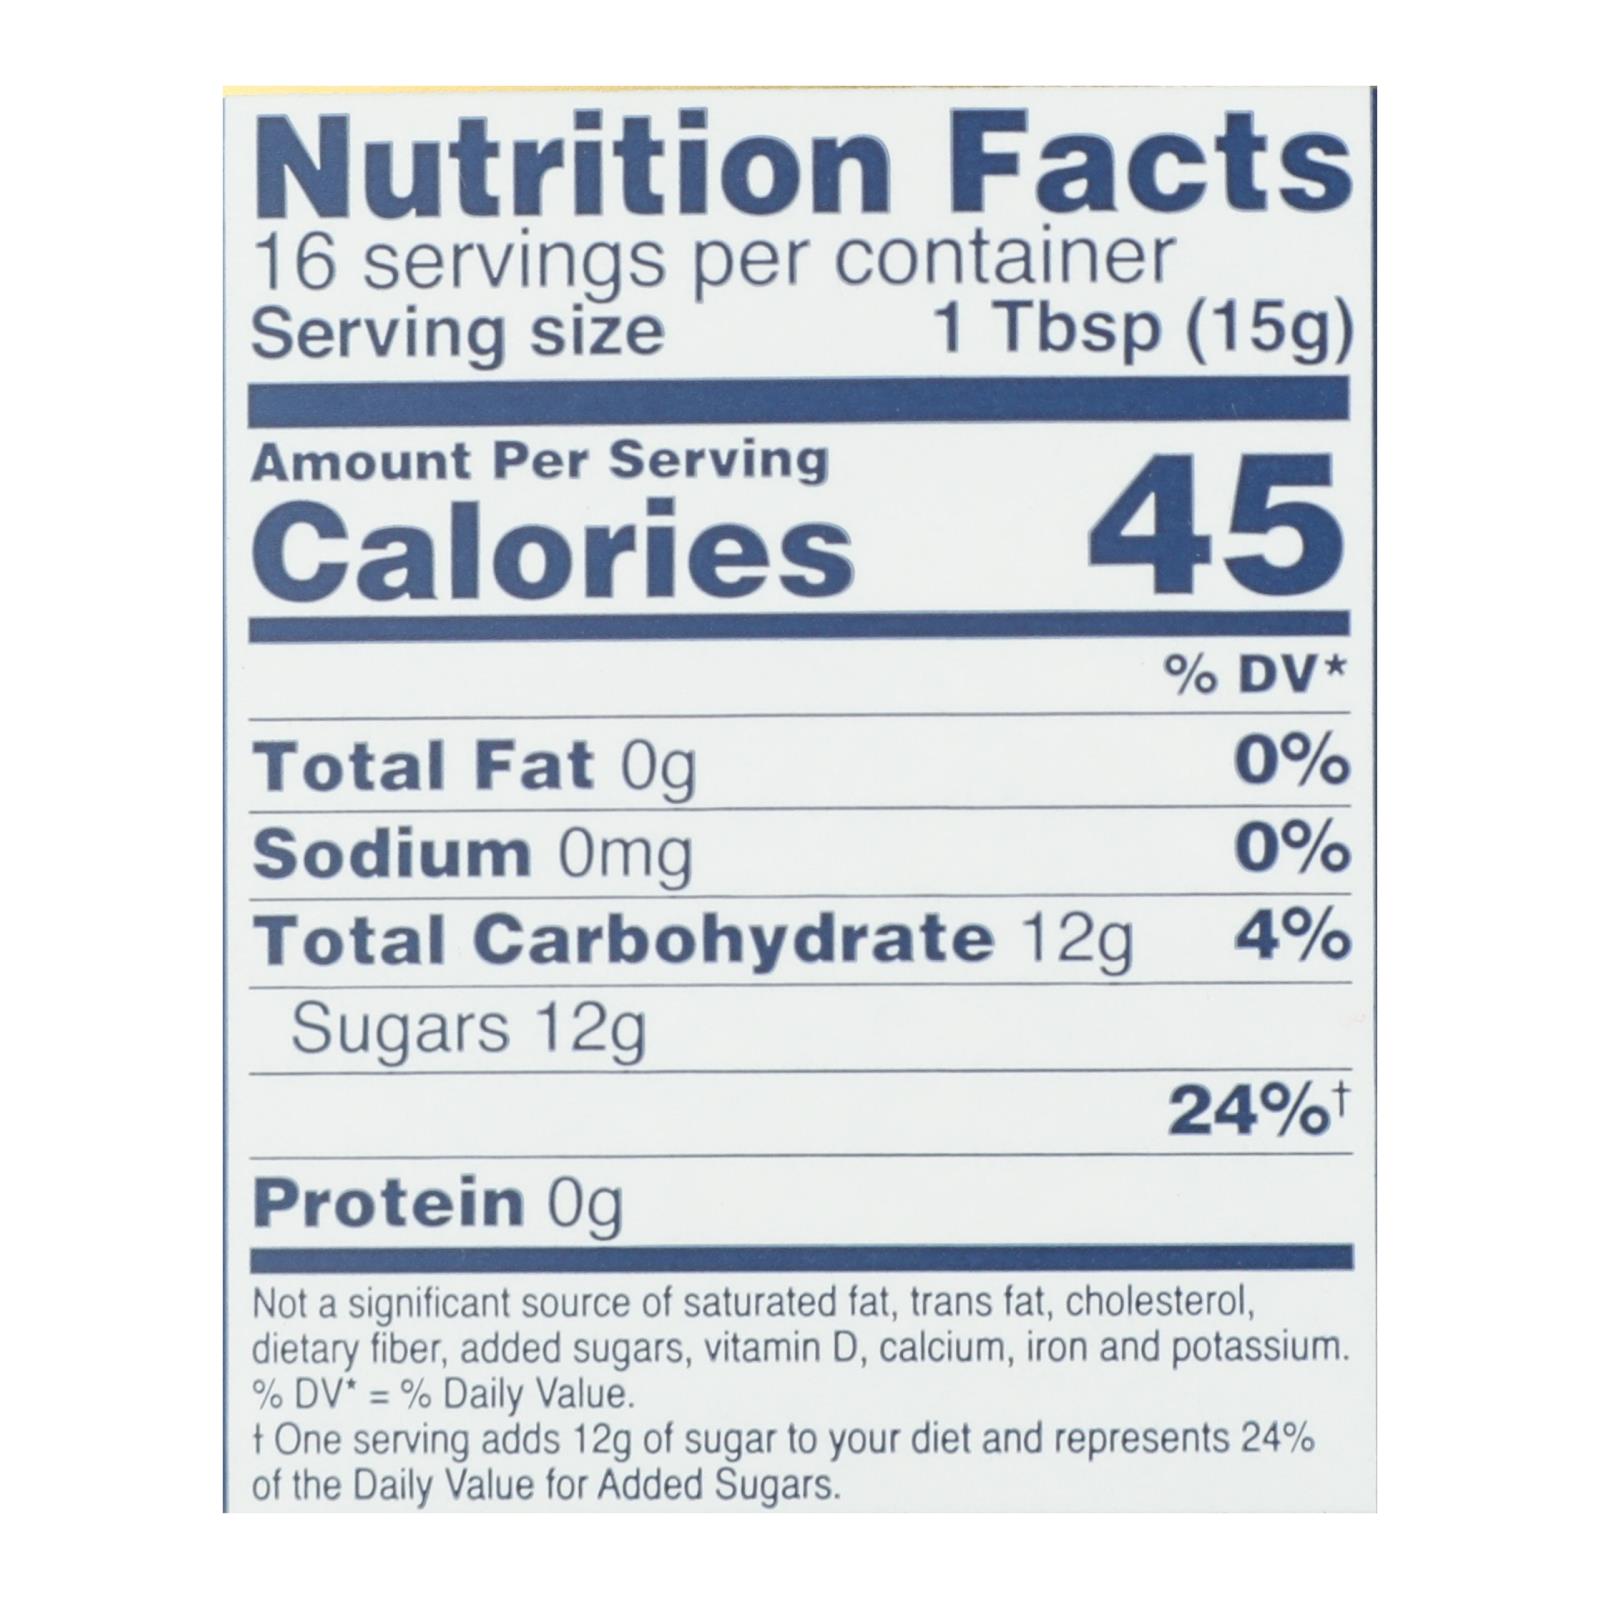 Nutrition Facts
16 servings per container
Serving size 1 Tbsp (15g)
Amount Per Serving
Calories 45
% DV*
Total Fat 0g 0%
Sodium 0mg 0%
Total Carbohydrate 12g 4%
Sugars 12g
24%†
Protein 0g
Not a significant source of saturated fat, trans fat, cholesterol,
dietary fiber, added sugars, vitamin D, calcium, iron and potassium.
% DV* = % Daily Value.
† One serving adds 12g of sugar to your diet and represents 24%
of the Daily Value for Added Sugars.